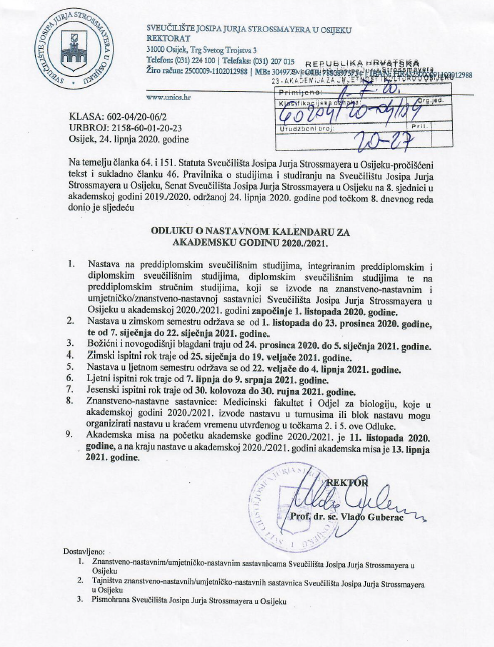 SVEUČILIŠTE JOSIPA JURJA STROSSMAYERA U OSIJEKU
REKTORAT
31000 Osijek, Trg Svetog Trojstva 3
Telefon: (031) 224 100 | Telefaks: (031) 207 015
Žiro račun: 2500009-1102012988 | MB:
www.unios.hr
REPUBLIKA HRVATSKA
Primljeno: 1. 7. 20.
Org. jed.
Urudžbeni broj:
Pril.
20-27
KLASA: 602-04/20-06/2
URBROJ: 2158-60-01-20-23
Osijek, 24. lipnja 2020. godine
Na temelju članka 64. i 151. Statuta Sveučilišta Josipa Jurja Strossmayera u Osijeku-pročišćeni
tekst i sukladno članku 46. Pravilnika o studijima i studiranju na Sveučilištu Josipa Jurja
Strossmayera u Osijeku, Senat Sveučilišta Josipa Jurja Strossmayera u Osijeku na 8. sjednici u
akademskoj godini 2019./2020. održanoj 24. lipnja 2020. godine pod točkom 8. dnevnog reda
donio je sljedeću
ODLUKU O NASTAVNOM KALENDARU ZA
AKADEMSKU GODINU 2020./2021.
1. Nastava na preddiplomskim sveučilišnim studijima, integriranim preddiplomskim i
diplomskim sveučilišnim studijima, diplomskim sveučilišnim studijima te na
preddiplomskim stručnim studijima, koji se izvode na znanstveno-nastavnim i
umjetničko/znanstveno-nastavnoj sastavnici Sveučilišta Josipa Jurja Strossmayera u
Osijeku u akademskoj 2020./2021. godini započinje 1. listopada 2020. godine.
2. Nastava u zimskom semestru održava se od 1. listopada do 23. prosinca 2020. godine,
te od 7. siječnja do 22. siječnja 2021. godine.
3. Božićni i novogodišnji blagdani traju od 24. prosinca 2020. do 5. siječnja 2021. godine.
4. Zimski ispitni rok traje od 25. siječnja do 19. veljače 2021. godine.
5. Nastava u ljetnom semestru održava se od 22. veljače do 4. lipnja 2021. godine.
6. Ljetni ispitni rok traje od 7. lipnja do 9. srpnja 2021. godine.
7. Jesenski ispitni rok traje od 30. kolovoza do 30. rujna 2021. godine.
8. Znanstveno-nastavne sastavnice: Medicinski fakultet i Odjel za biologiju, koje u
akademskoj godini 2020./2021. izvode nastavu u turnusima ili blok nastavu mogu
organizirati nastavu u kraćem vremenu utvrđenog u točkama 2. i 5. ove Odluke.
9. Akademska misa na početku akademske godine 2020./2021. je 11. listopada 2020.
godine, a na kraju nastave u akademskoj 2020./2021. godini akademska misa je 13. lipnja
2021. godine.
REKTOR
Prof. dr. sc. Vlado Guberac
Dostavljeno:
1. Znanstveno-nastavnim/umjetničko-nastavnim sastavnicama Sveučilišta Josipa Jurja Strossmayera u
Osijeku
2. Tajništva znanstveno-nastavnih/umjetničko-nastavnih sastavnica Sveučilišta Josipa Jurja Strossmayera
u Osijeku
3. Pismohrana Sveučilišta Josipa Jurja Strossmayera u Osijeku